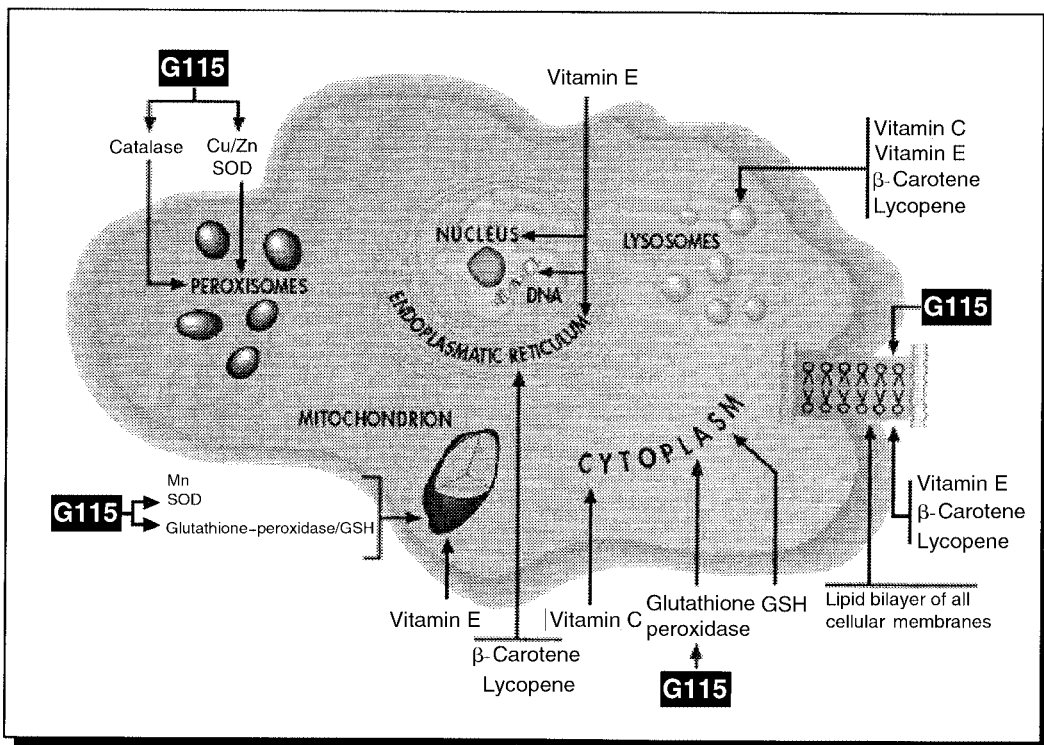 G115
Catalase
Cu/Zn
SOD
Vitamin E
Vitamin C
Vitamin E
β-Carotene
Lycopene
NUCLEUS
LYSOSOMES
PEROXISOMES
DNA
ENDOPLASMATIC RETICULUM
G115
MITOCHONDRION
CYTOPLASM
G115
Mn
SOD
Glutathione-peroxidase/GSH
Vitamin E
β-Carotene
Lycopene
Vitamin E
β-Carotene
Lycopene
Vitamin C
Glutathione
peroxidase
GSH
G115
Lipid bilayer of all
cellular membranes